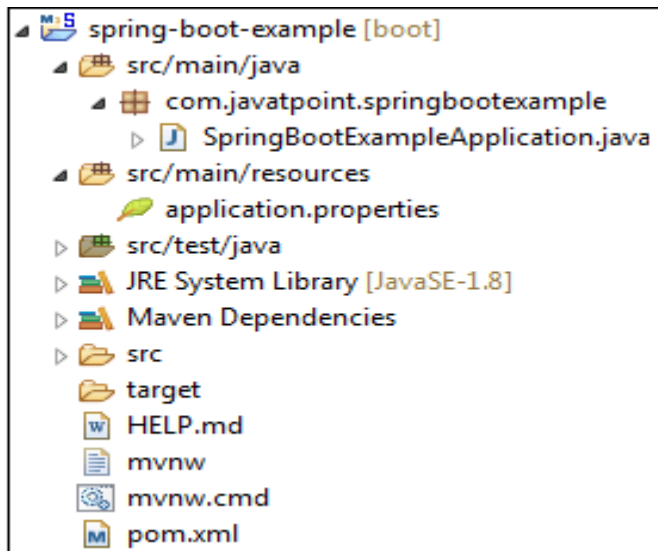 spring-boot-example [boot]
src/main/java
com.javatpoint.springbootexample
SpringBootExampleApplication.java
src/main/resources
application.properties
src/test/java
JRE System Library [JavaSE-1.8]
Maven Dependencies
src
target
HELP.md
mvnw
mvnw.cmd
pom.xml